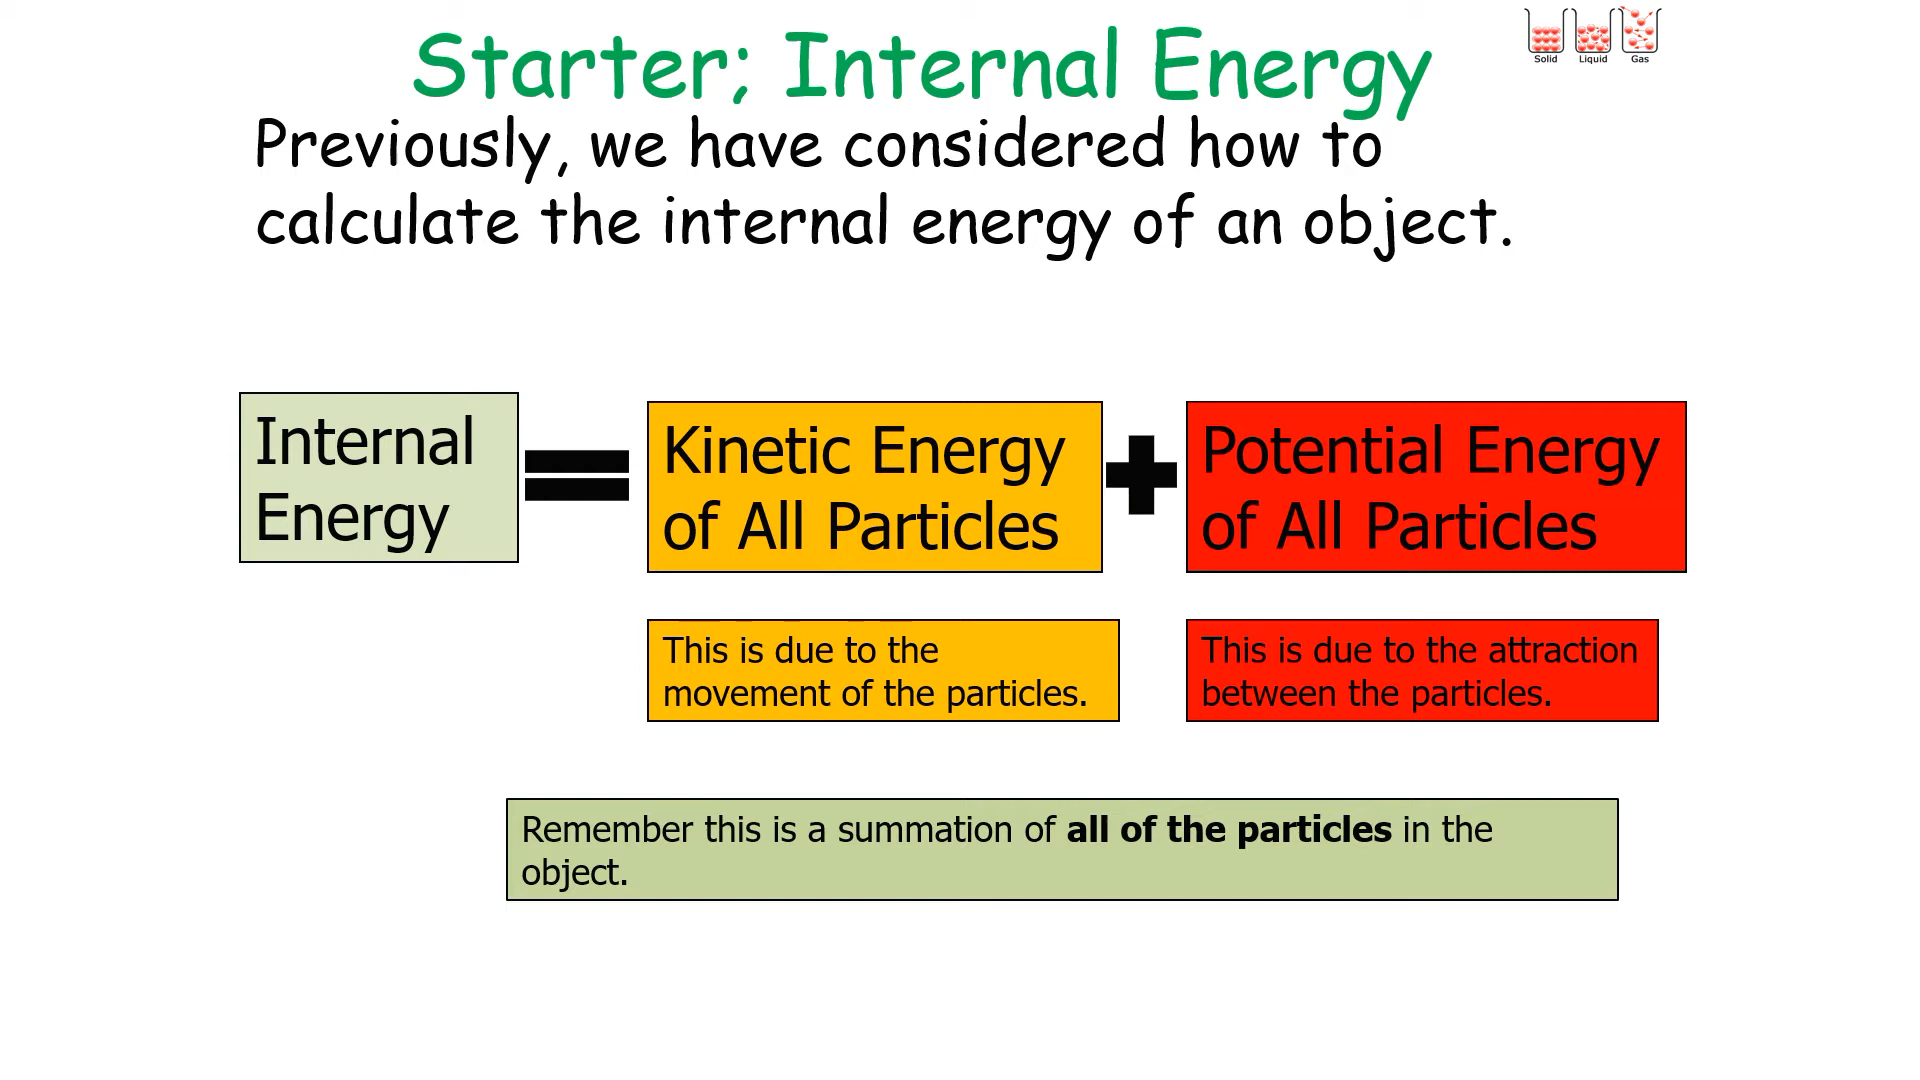 Starter; Internal Energy
Solid
Liquid
Gas
Previously, we have considered how to
calculate the internal energy of an object.
Internal
Energy
=
Kinetic Energy
of All Particles
+
Potential Energy
of All Particles
This is due to the
movement of the particles.
This is due to the attraction
between the particles.
Remember this is a summation of all of the particles in the
object.